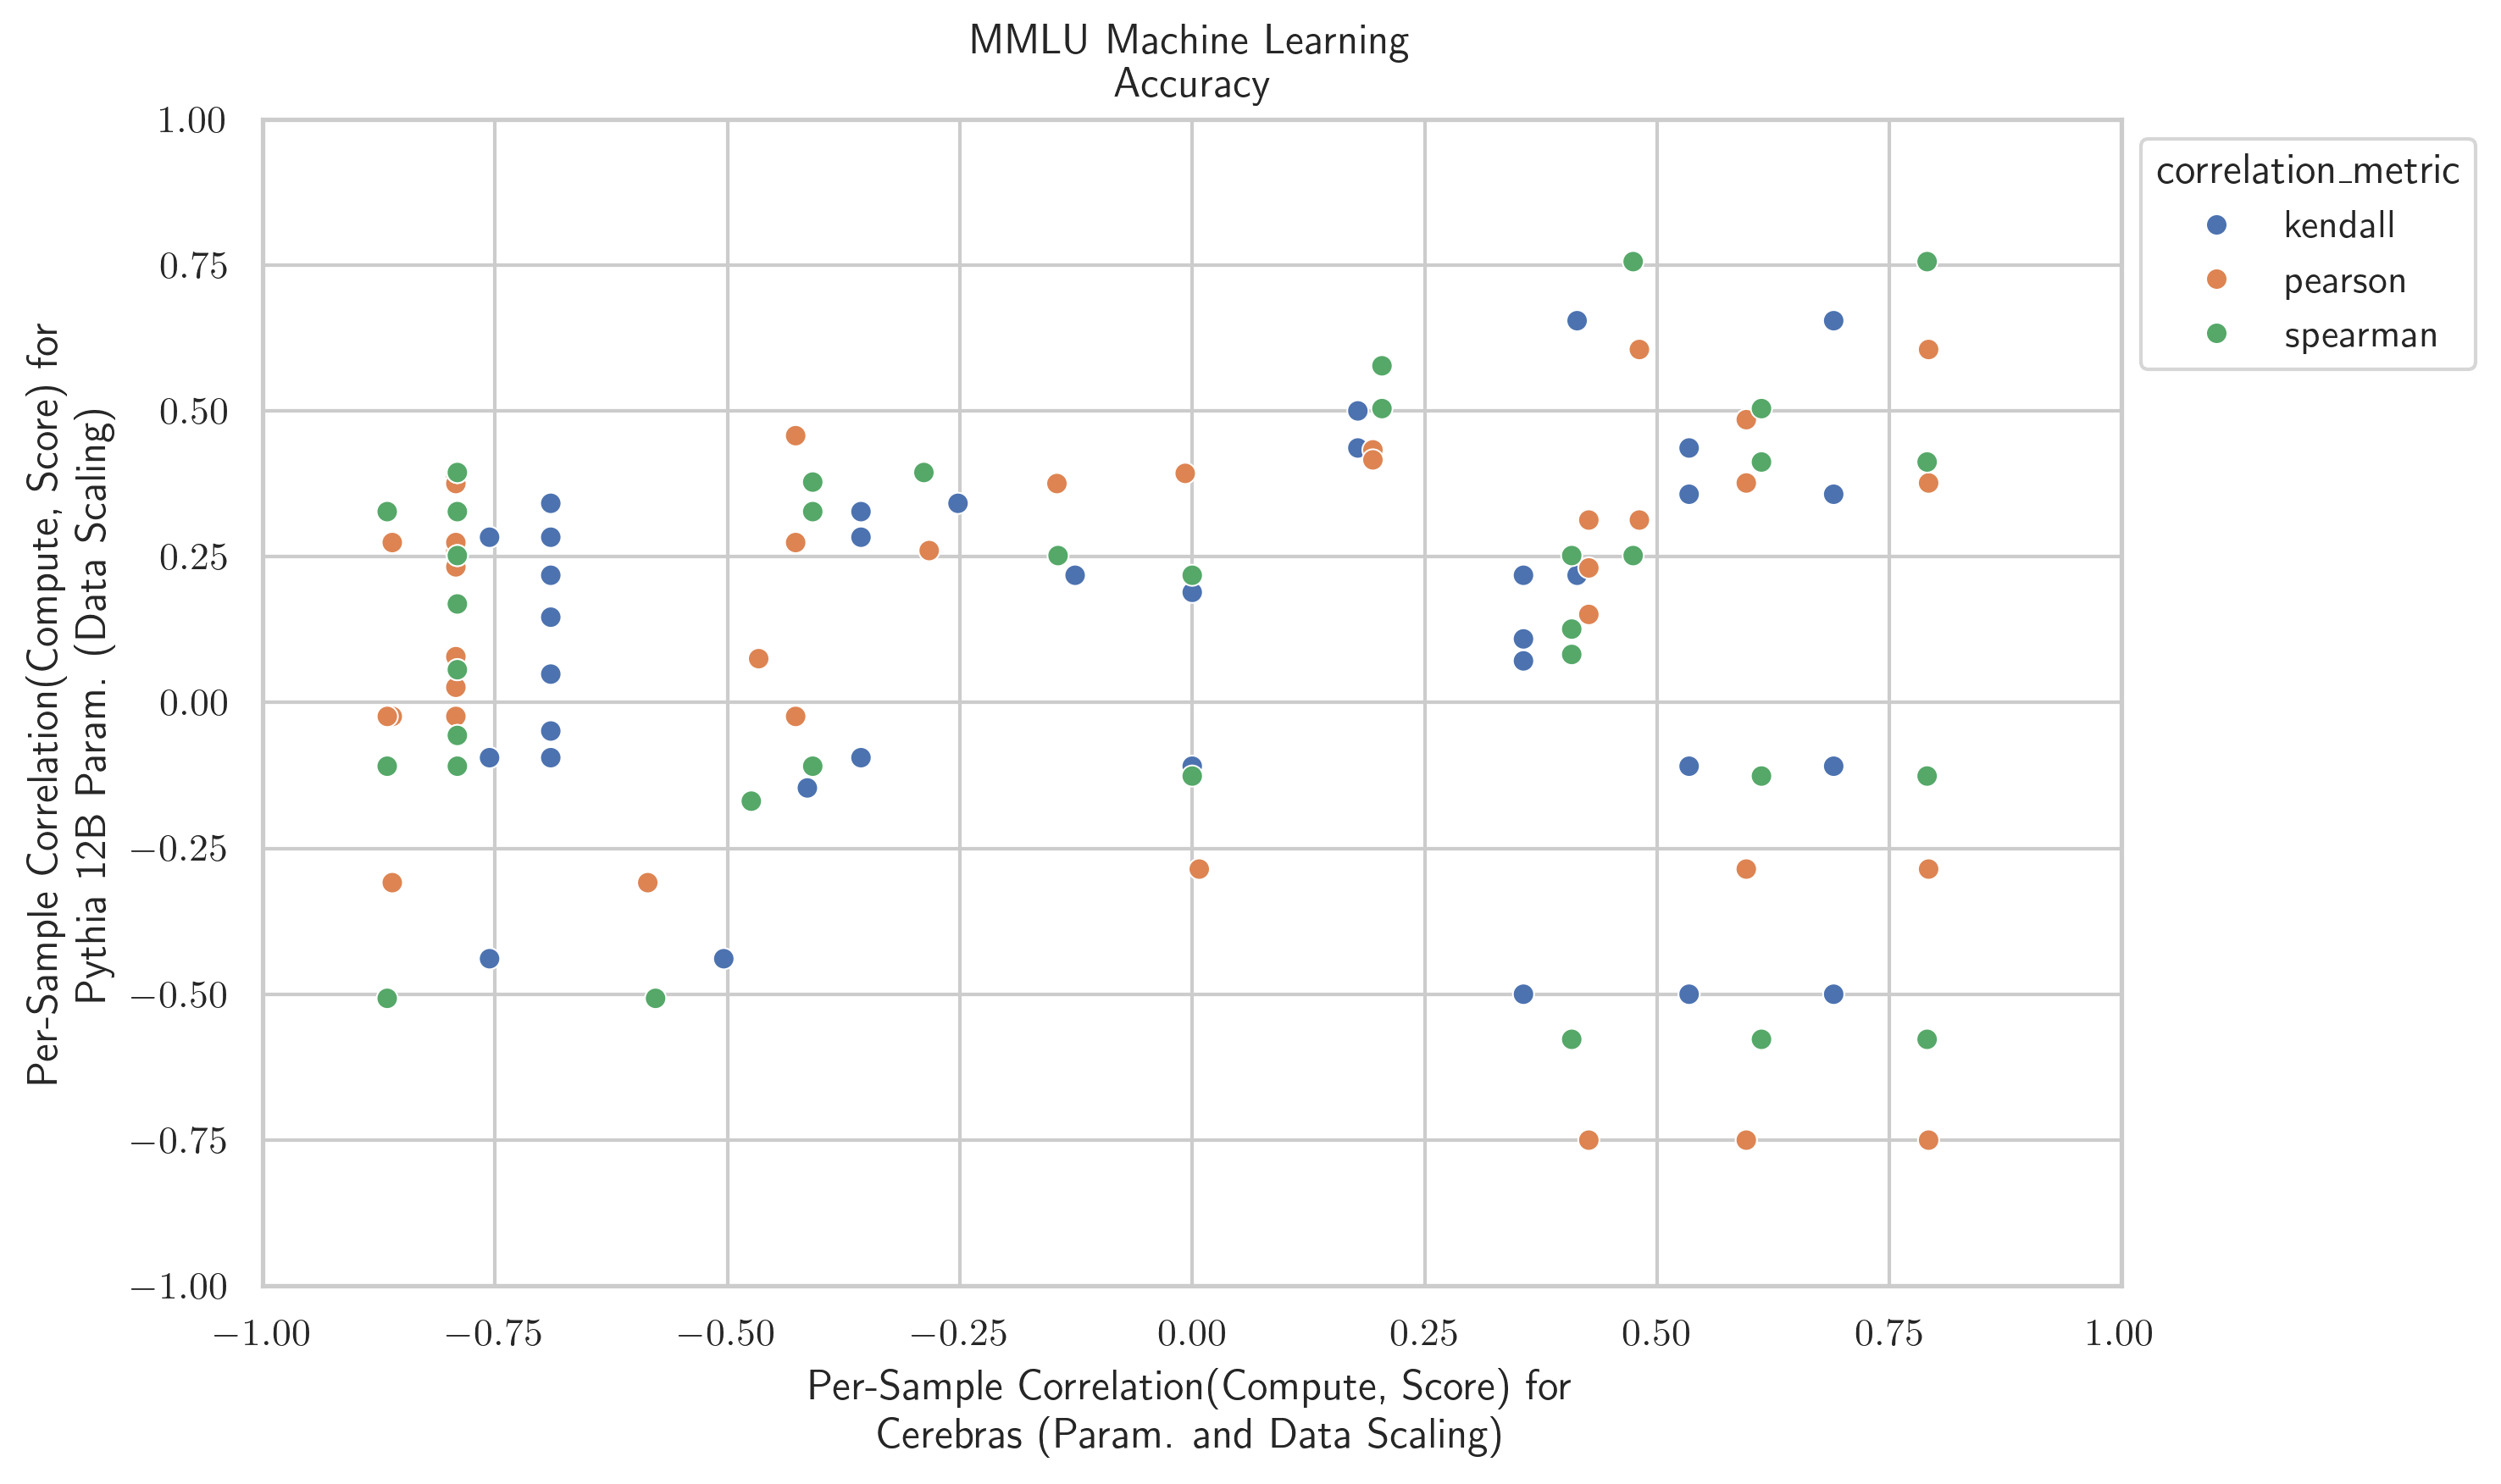 MMLU Machine Learning
Accuracy
1.00
0.75
0.50
0.25
0.00
−0.25
−0.50
−0.75
−1.00
Per-Sample Correlation(Compute, Score) for
Pythia 12B Param. (Data Scaling)
−1.00 −0.75 −0.50 −0.25 0.00 0.25 0.50 0.75 1.00
Per-Sample Correlation(Compute, Score) for
Cerebras (Param. and Data Scaling)
correlation_metric
kendall
pearson
spearman